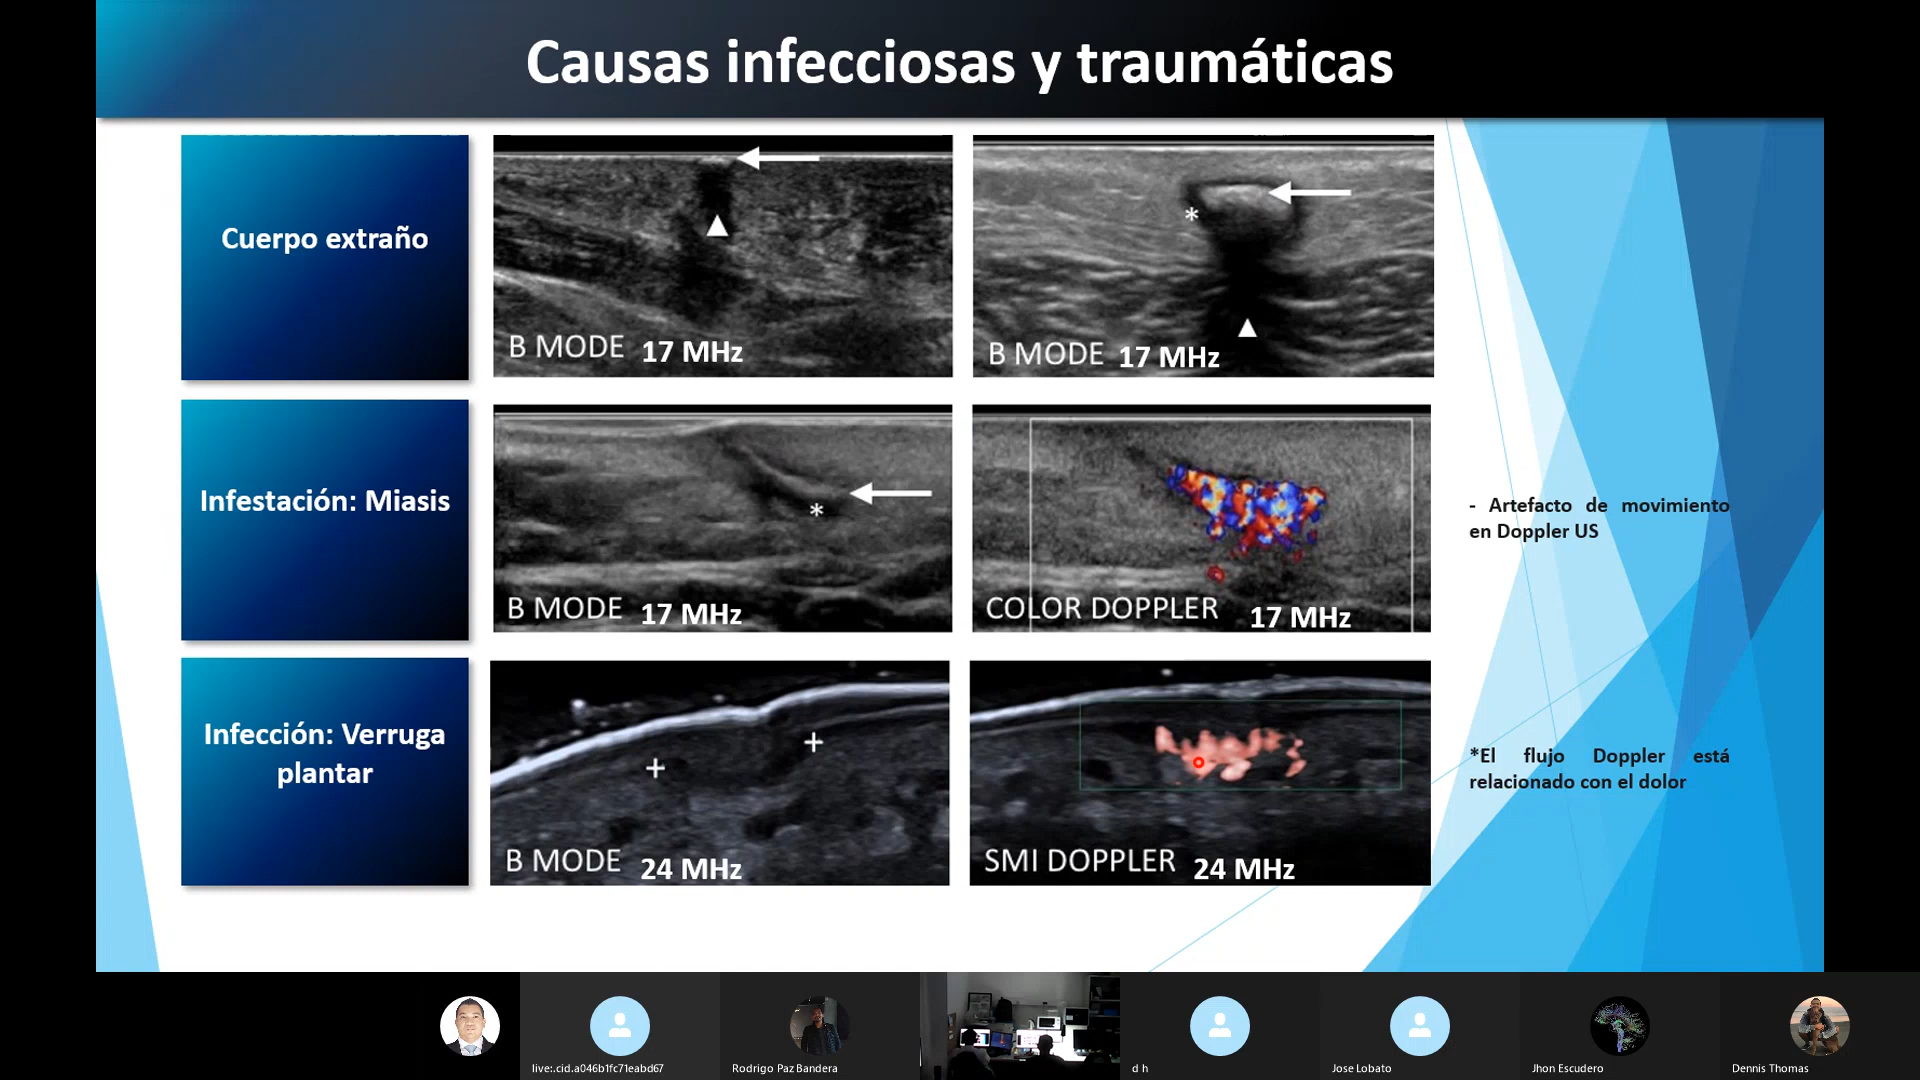 Causas infecciosas y traumáticas
Cuerpo extraño
*
B MODE 17 MHz
*
B MODE 17 MHz
Infestación: Miasis
*
B MODE 17 MHz
COLOR DOPPLER 17 MHz
- Artefacto de movimiento
en Doppler US
Infección: Verruga
plantar
+ +
B MODE 24 MHz
SMI DOPPLER 24 MHz
*El flujo Doppler está
relacionado con el dolor
live:.cid.a046b1fc71eabd67
Rodrigo Paz Bandera
d h
Jose Lobato
Jhon Escudero
Dennis Thomas